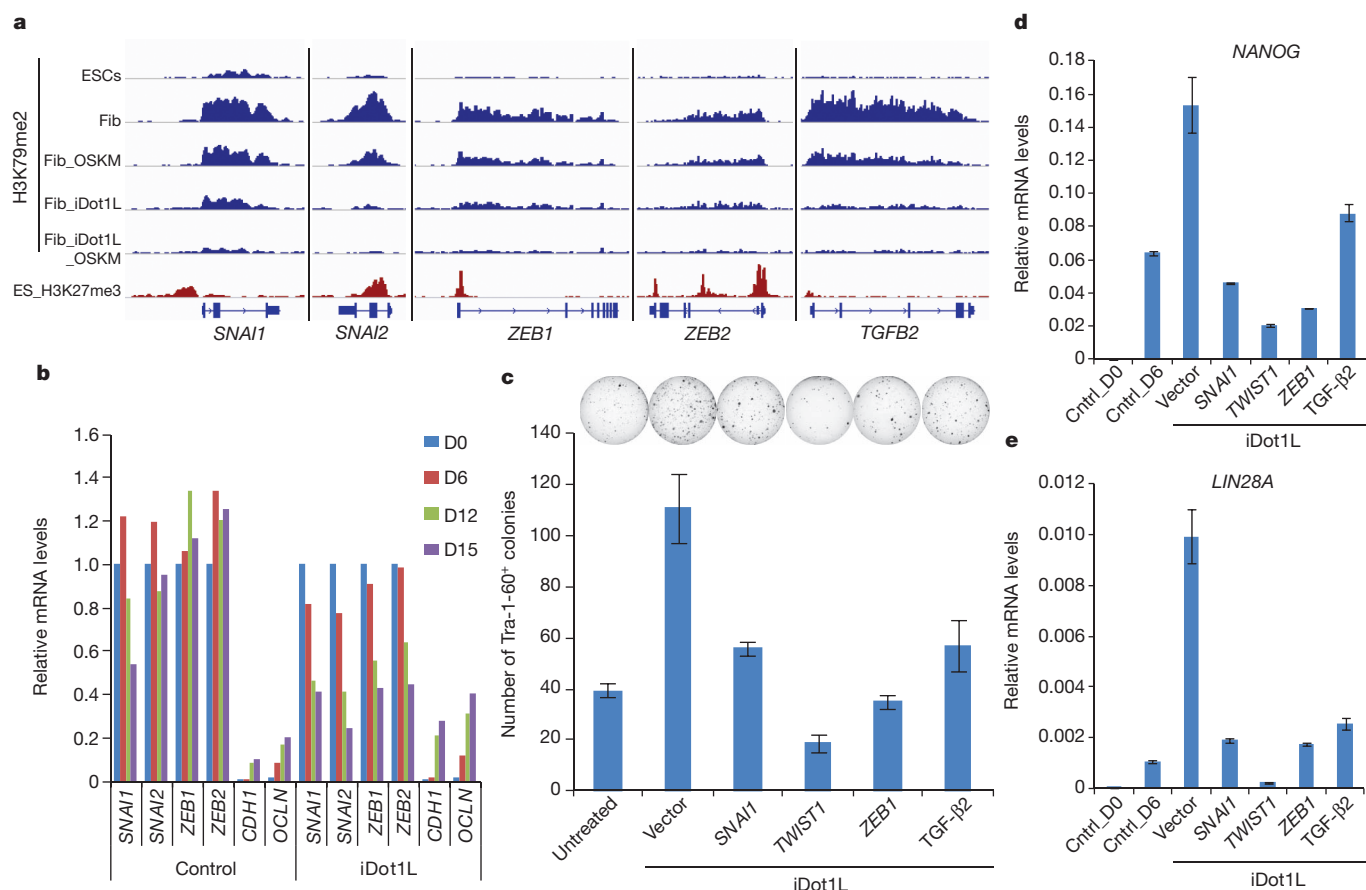 a
H3K79me2
ESCs
Fib
Fib_OSKM
Fib_iDot1L
Fib_iDot1L
_OSKM
ES_H3K27me3
SNAI1 SNAI2 ZEB1 ZEB2 TGFB2
b
Relative mRNA levels
1.6
1.4
1.2
1.0
0.8
0.6
0.4
0.2
0
D0
D6
D12
D15
SNAI1 SNAI2 ZEB1 ZEB2 CDH1 OCLN SNAI1 SNAI2 ZEB1 ZEB2 CDH1 OCLN
Control iDot1L
c
Number of Tra-1-60+ colonies
140
120
100
80
60
40
20
0
Untreated Vector SNAI1 TWIST1 ZEB1 TGF-β2
iDot1L
d
NANOG
Relative mRNA levels
0.18
0.16
0.14
0.12
0.10
0.08
0.06
0.04
0.02
0
Cntrl_D0 Cntrl_D6 Vector SNAI1 TWIST1 ZEB1 TGF-β2
iDot1L
e
LIN28A
Relative mRNA levels
0.012
0.010
0.008
0.006
0.004
0.002
0
Cntrl_D0 Cntrl_D6 Vector SNAI1 TWIST1 ZEB1 TGF-β2
iDot1L